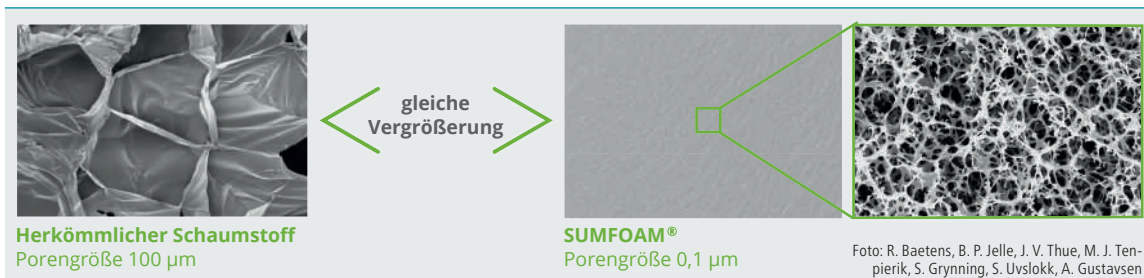 gleiche
Vergrößerung
Herkömmlicher Schaumstoff
Porengröße 100 µm
SUMFOAM®
Porengröße 0,1 µm
Foto: R. Baetens, B. P. Jelle, J. V. Thue, M. J. Ten-
pierik, S. Grynning, S. Uvslokk, A. Gustavsen